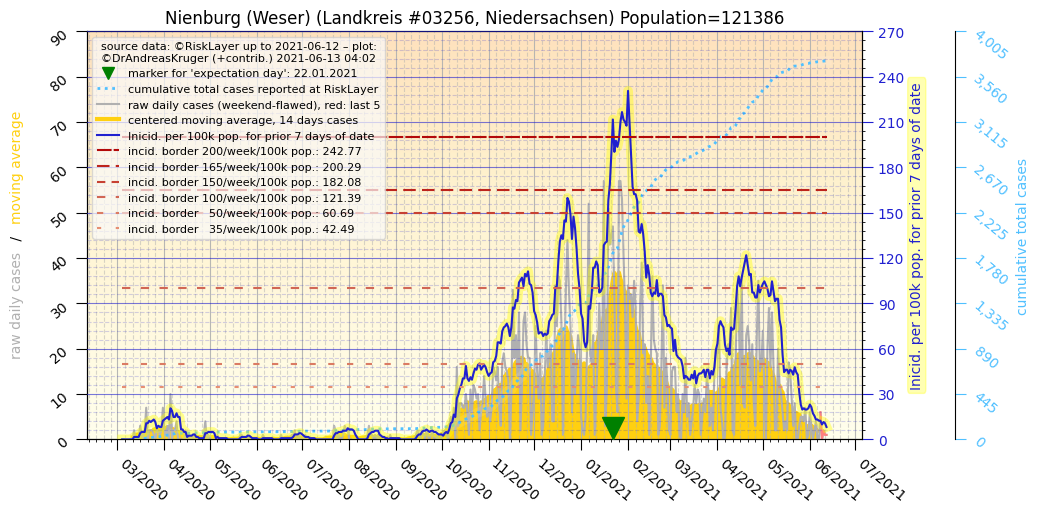 Nienburg (Weser) (Landkreis #03256, Niedersachsen) Population=121386
source data: ©RiskLayer up to 2021-06-12 – plot:
©DrAndreasKruger (+contrib.) 2021-06-13 04:02
marker for 'expectation day': 22.01.2021
cumulative total cases reported at RiskLayer
raw daily cases (weekend-flawed), red: last 5
centered moving average, 14 days cases
Inicid. per 100k pop. for prior 7 days of date
incid. border 200/week/100k pop.: 242.77
incid. border 165/week/100k pop.: 200.29
incid. border 150/week/100k pop.: 182.08
incid. border 100/week/100k pop.: 121.39
incid. border 50/week/100k pop.: 60.69
incid. border 35/week/100k pop.: 42.49
raw daily cases / moving average
90
80
70
60
50
40
30
20
10
0
03/2020
04/2020
05/2020
06/2020
07/2020
08/2020
09/2020
10/2020
11/2020
12/2020
01/2021
02/2021
03/2021
04/2021
05/2021
06/2021
07/2021
270
240
210
180
150
120
90
60
30
0
Inicid. per 100k pop. for prior 7 days of date
4,005
3,560
3,115
2,670
2,225
1,780
1,335
890
445
0
cumulative total cases